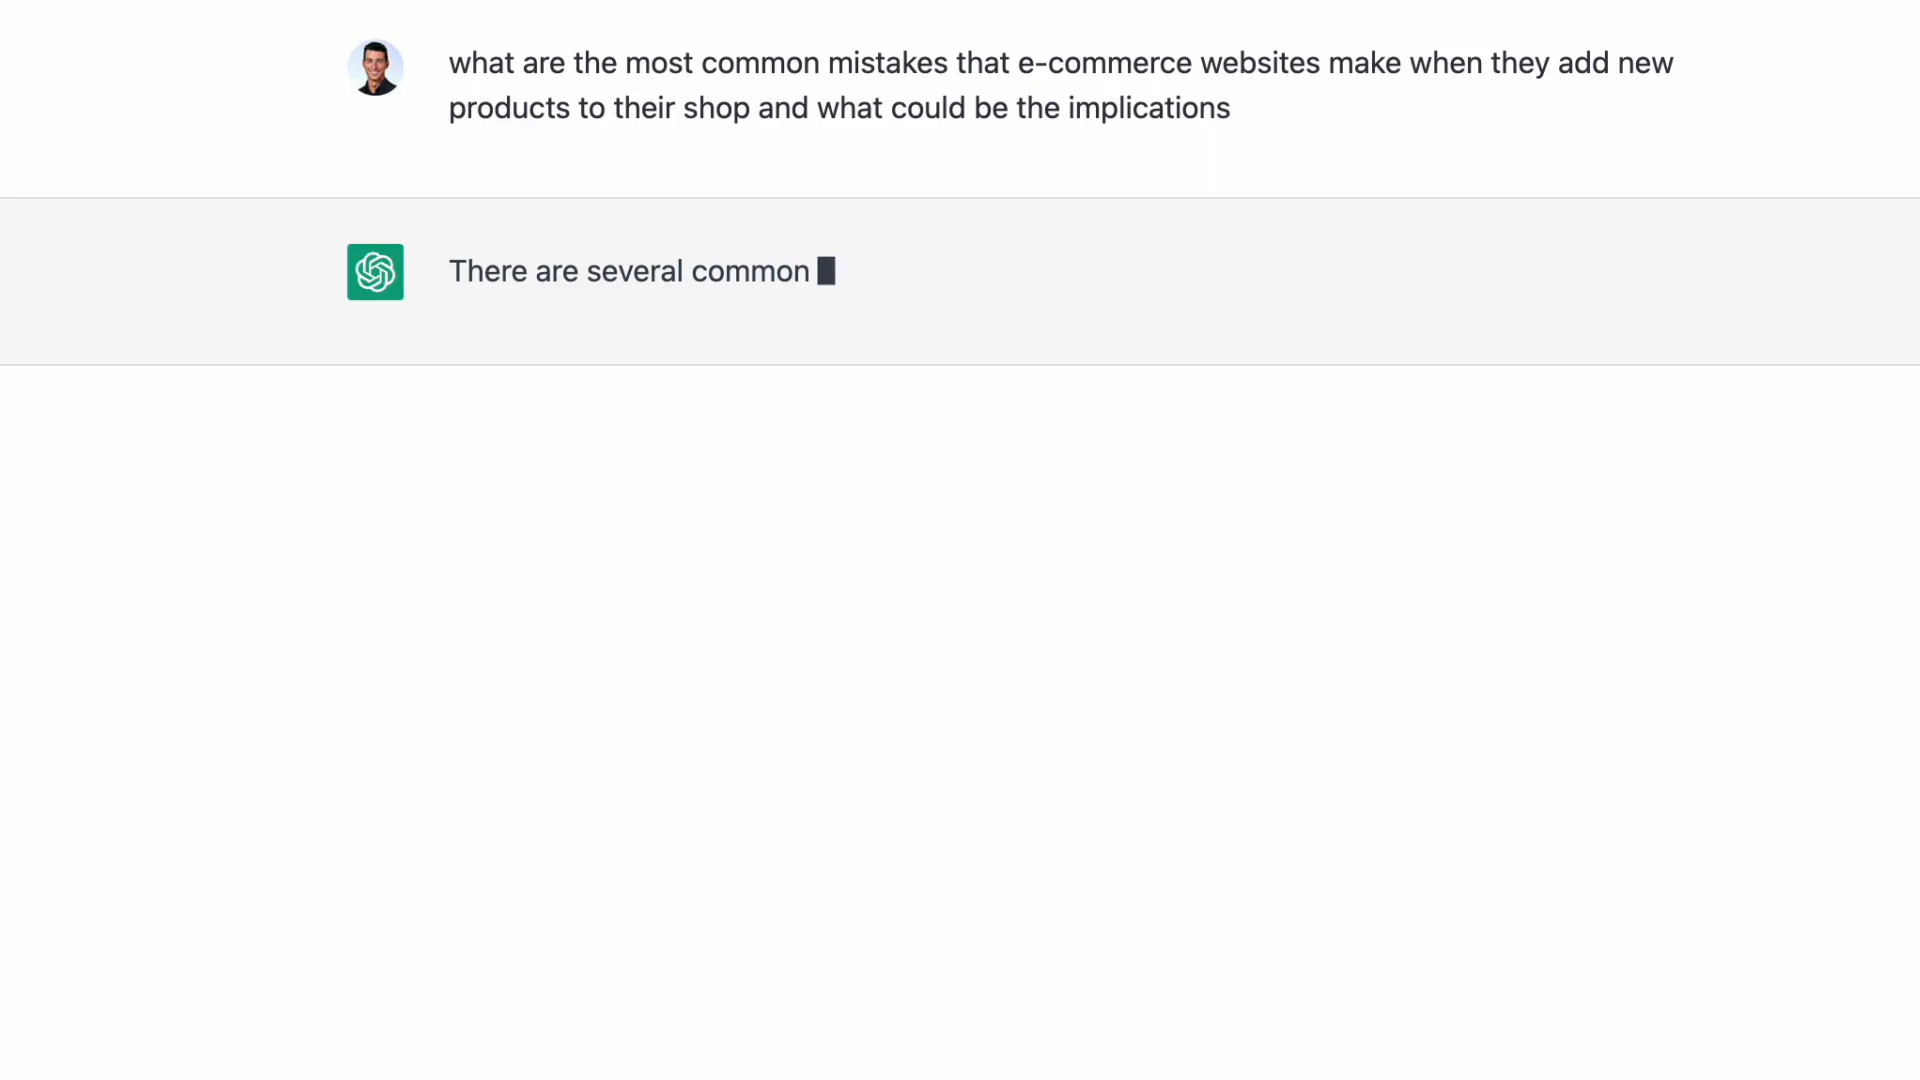 what are the most common mistakes that e-commerce websites make when they add new
products to their shop and what could be the implications
There are several common